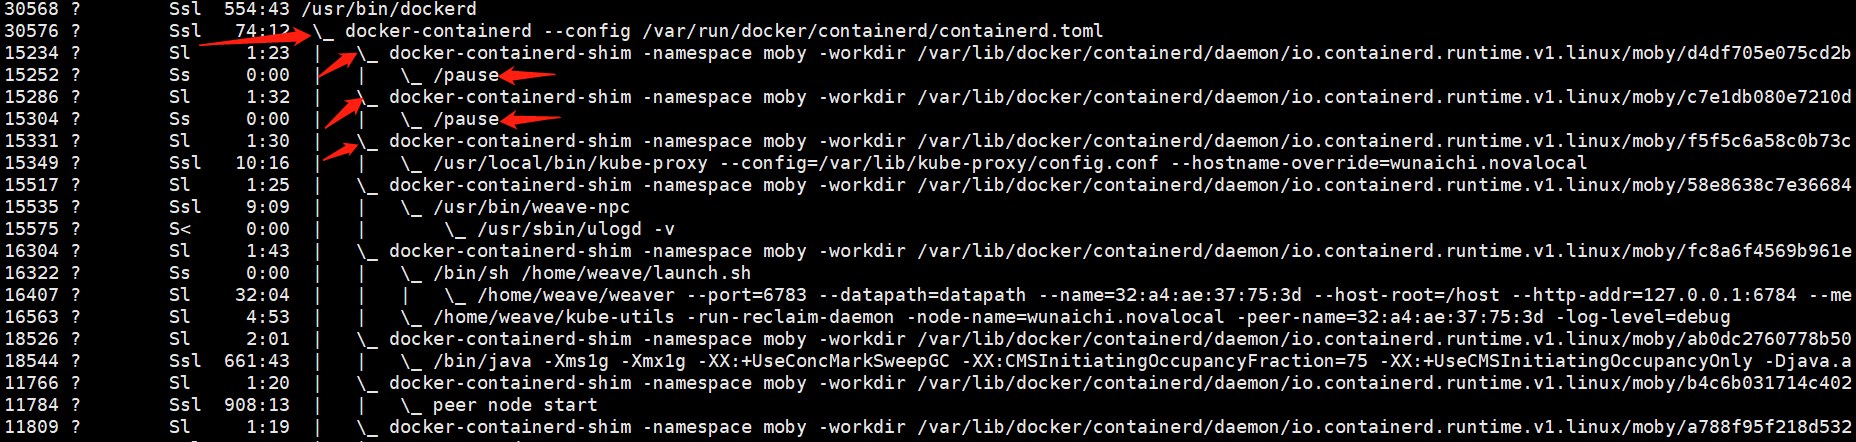 30568 ?        Ssl  554:43 /usr/bin/dockerd
30576 ?        Ssl   74:12  \_ docker-containerd --config /var/run/docker/containerd/containerd.toml
15234 ?        Sl     1:23  |   \_ docker-containerd-shim -namespace moby -workdir /var/lib/docker/containerd/daemon/io.containerd.runtime.v1.linux/moby/d4df705e075cd2b
15252 ?        Ss     0:00  |   |   \_ /pause
15286 ?        Sl     1:32  |   \_ docker-containerd-shim -namespace moby -workdir /var/lib/docker/containerd/daemon/io.containerd.runtime.v1.linux/moby/c7e1db080e7210d
15304 ?        Ss     0:00  |   |   \_ /pause
15331 ?        Sl     1:30  |   \_ docker-containerd-shim -namespace moby -workdir /var/lib/docker/containerd/daemon/io.containerd.runtime.v1.linux/moby/f5f5c6a58c0b73c
15349 ?        Ssl   10:16  |   |   \_ /usr/local/bin/kube-proxy --config=/var/lib/kube-proxy/config.conf --hostname-override=wunaichi.novalocal
15517 ?        Sl     1:25  |   \_ docker-containerd-shim -namespace moby -workdir /var/lib/docker/containerd/daemon/io.containerd.runtime.v1.linux/moby/58e8638c7e36684
15535 ?        Ssl    9:09  |   |   \_ /usr/bin/weave-npc
15575 ?        S<     0:00  |   |       \_ /usr/sbin/ulogd -v
16304 ?        Sl     1:43  |   \_ docker-containerd-shim -namespace moby -workdir /var/lib/docker/containerd/daemon/io.containerd.runtime.v1.linux/moby/fc8a6f4569b961e
16322 ?        Ss     0:00  |   |   \_ /bin/sh /home/weave/launch.sh
16407 ?        Sl    32:04  |   |   |   \_ /home/weave/weaver --port=6783 --datapath=datapath --name=32:a4:ae:37:75:3d --host-root=/host --http-addr=127.0.0.1:6784 --me
16563 ?        Sl     4:53  |   |   \_ /home/weave/kube-utils -run-reclaim-daemon -node-name=wunaichi.novalocal -peer-name=32:a4:ae:37:75:3d -log-level=debug
18526 ?        Sl     2:01  |   \_ docker-containerd-shim -namespace moby -workdir /var/lib/docker/containerd/daemon/io.containerd.runtime.v1.linux/moby/ab0dc2760778b50
18544 ?        Ssl  661:43  |   |   \_ /bin/java -Xms1g -Xmx1g -XX:+UseConcMarkSweepGC -XX:CMSInitiatingOccupancyFraction=75 -XX:+UseCMSInitiatingOccupancyOnly -Djava.a
11766 ?        Sl     1:20  |   \_ docker-containerd-shim -namespace moby -workdir /var/lib/docker/containerd/daemon/io.containerd.runtime.v1.linux/moby/b4c6b031714c402
11784 ?        Ssl  908:13  |   |   \_ peer node start
11809 ?        Sl     1:19  |   \_ docker-containerd-shim -namespace moby -workdir /var/lib/docker/containerd/daemon/io.containerd.runtime.v1.linux/moby/a788f95f218d532